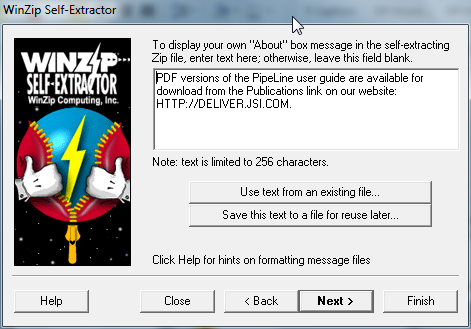 WinZip Self-Extractor
WINZIP
SELF-EXTRACTOR
WinZip Computing, Inc.
To display your own "About" box message in the self-extracting
Zip file, enter text here; otherwise, leave this field blank.
PDF versions of the PipeLine user guide are available for
download from the Publications link on our website:
HTTP://DELIVER.JSI.COM.
Note: text is limited to 256 characters.
Use text from an existing file...
Save this text to a file for reuse later...
Click Help for hints on formatting message files
Help
Close
< Back
Next >
Finish